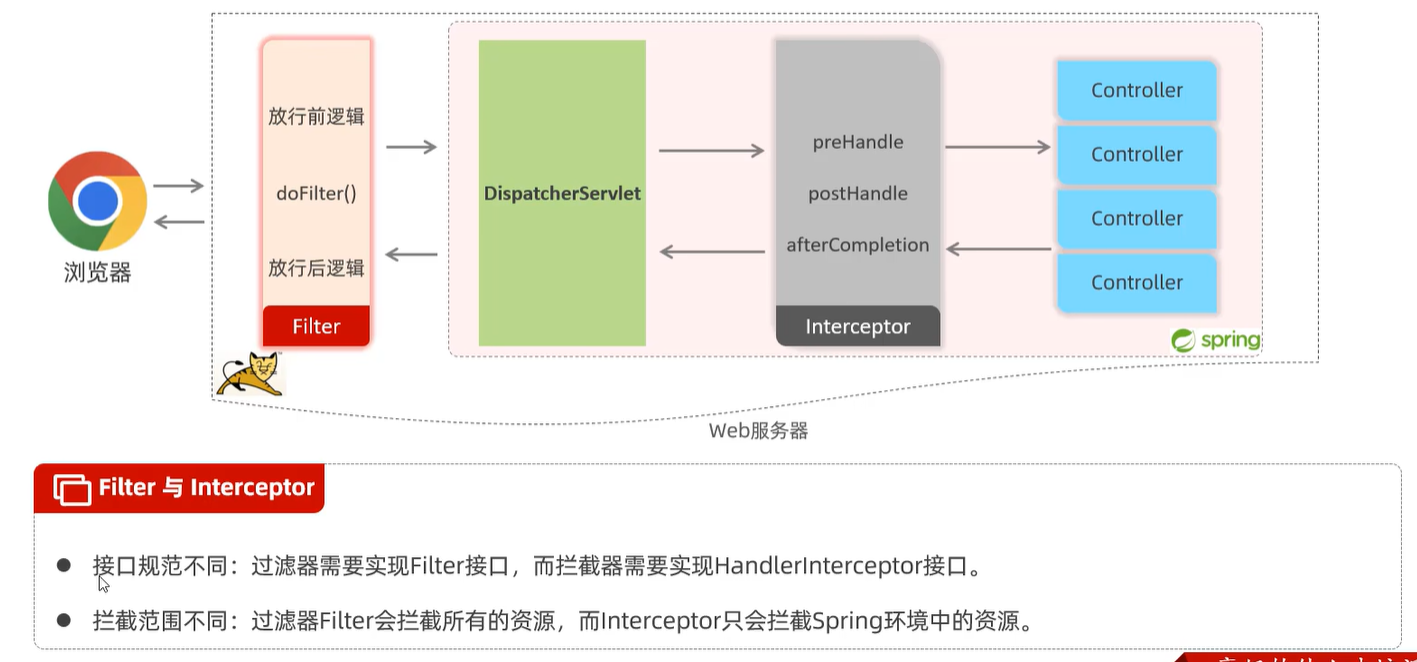 放行前逻辑
doFilter()
放行后逻辑
Filter
DispatcherServlet
preHandle
postHandle
afterCompletion
Interceptor
Controller
Controller
Controller
Controller
spring
浏览器
Web服务器
Filter 与 Interceptor
● 接口规范不同：过滤器需要实现Filter接口，而拦截器需要实现HandlerInterceptor接口。
● 拦截范围不同：过滤器Filter会拦截所有的资源，而Interceptor只会拦截Spring环境中的资源。